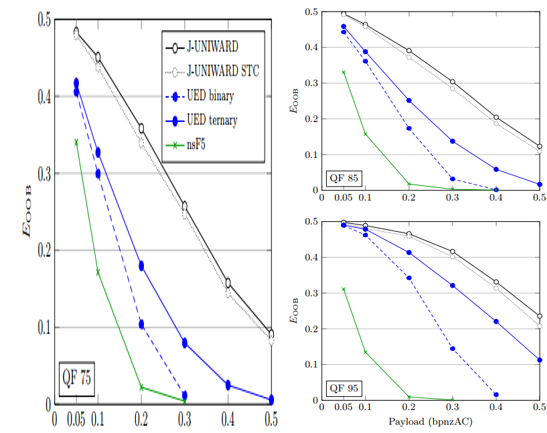 0.5
0.4
0.3
0.2
0.1
0
E_OOB
J-UNIWARD
J-UNIWARD STC
UED binary
UED ternary
nsF5
QF 75
0 0.05 0.1 0.2 0.3 0.4 0.5
0.5
0.4
0.3
0.2
0.1
0
E_OOB
QF 85
0 0.05 0.1 0.2 0.3 0.4 0.5
0.5
0.4
0.3
0.2
0.1
0
E_OOB
QF 95
0 0.05 0.1 0.2 0.3 0.4 0.5
Payload (bpnzAC)